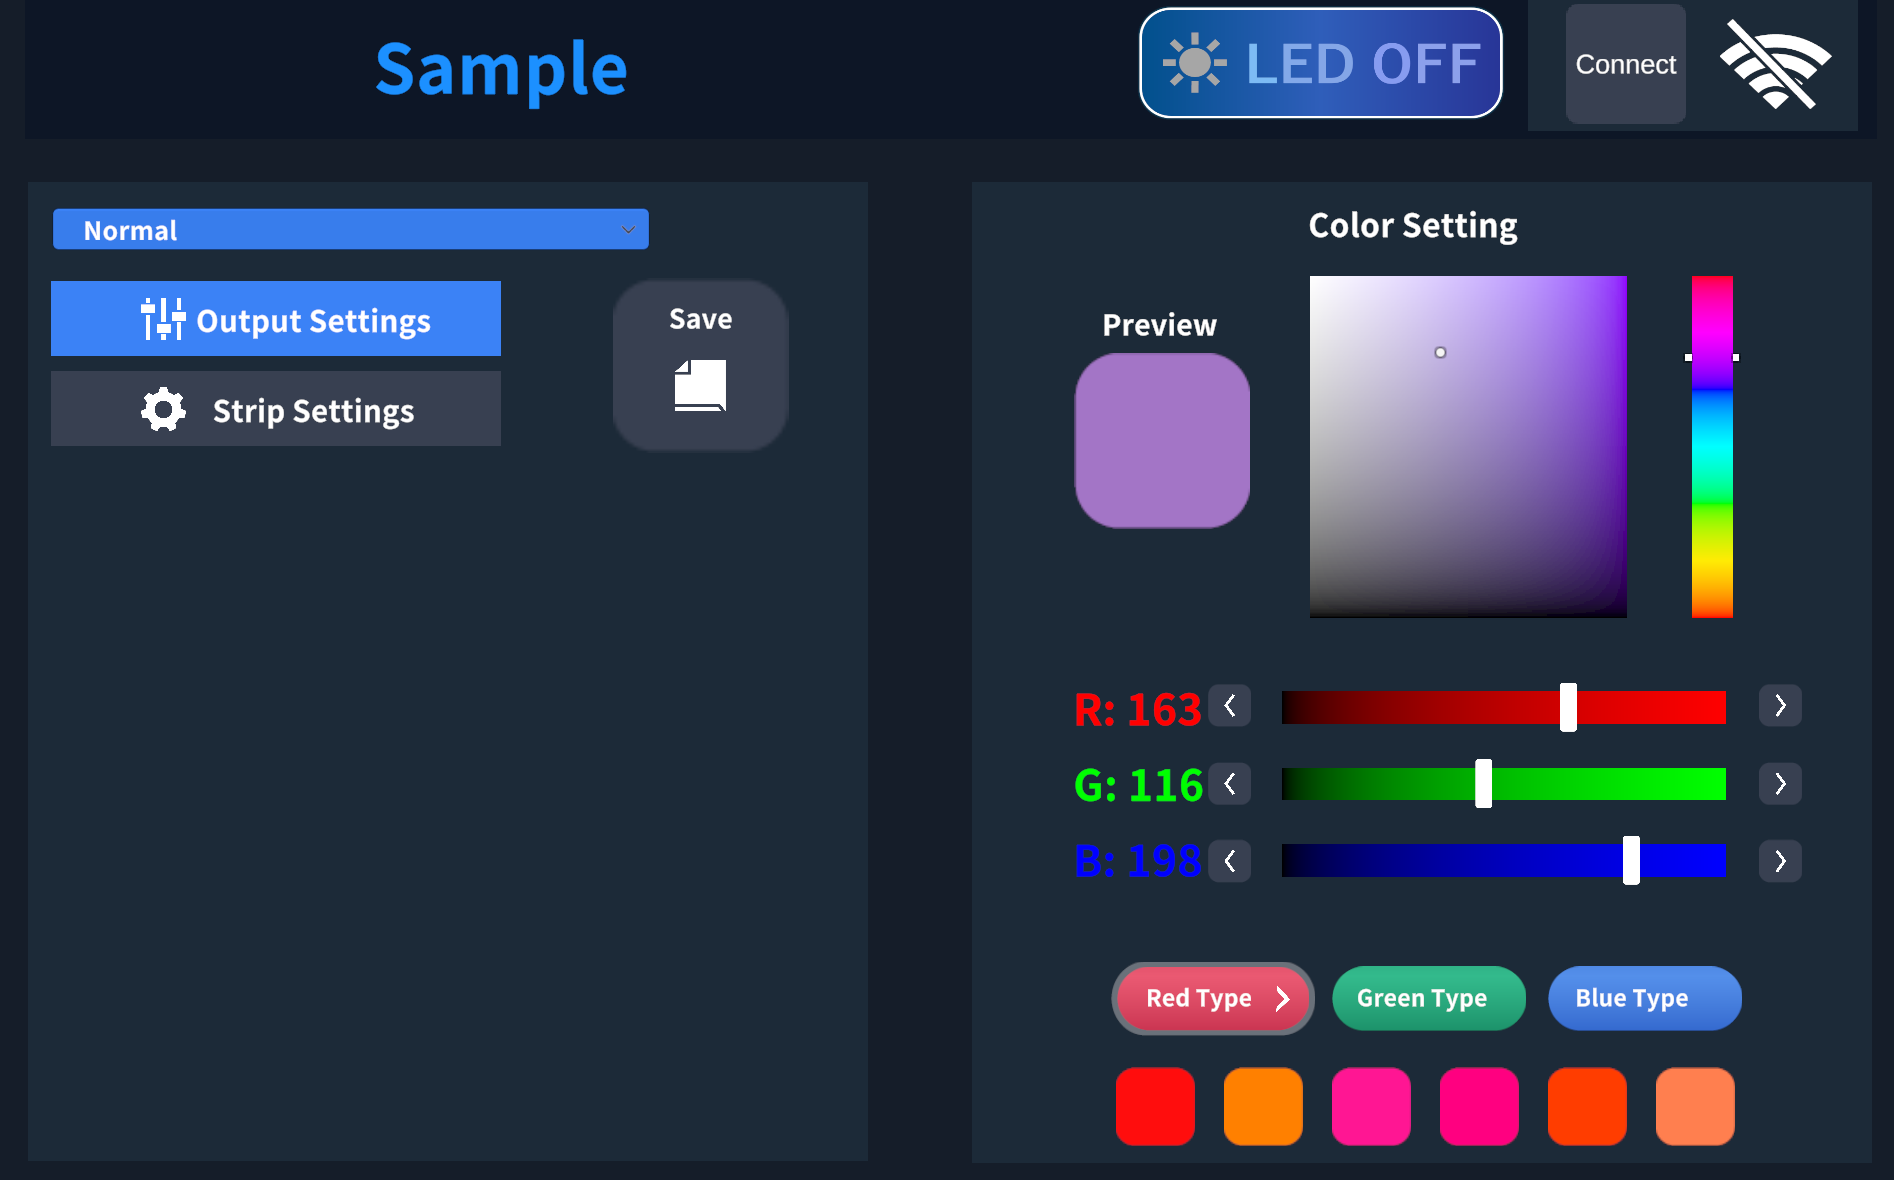 Sample
LED OFF
Connect
Normal
Output Settings
Strip Settings
Save
Color Setting
Preview
R: 163
G: 116
B: 198
Red Type
Green Type
Blue Type